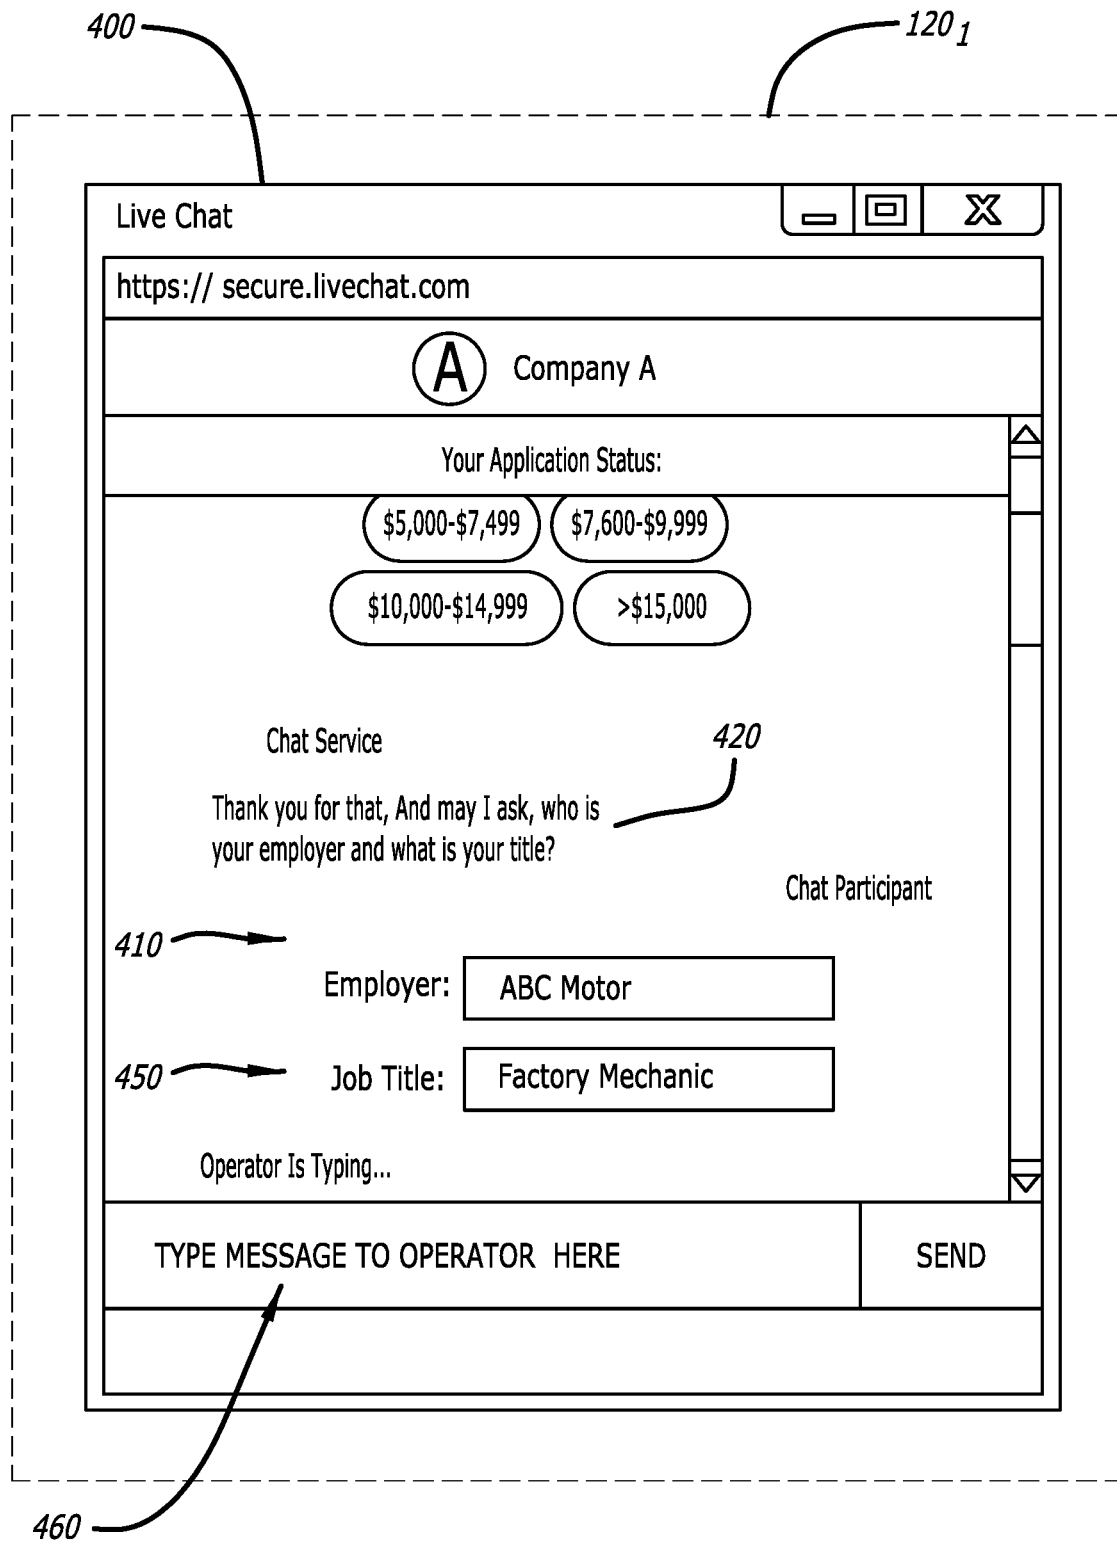 400
120 1
Live Chat
X
https:// secure.livechat.com
A Company A
Your Application Status:
$5,000-$7,499 $7,600-$9,999
$10,000-$14,999 >$15,000
Chat Service
420
Thank you for that, And may I ask, who is
your employer and what is your title?
Chat Participant
410
Employer: ABC Motor
450 Job Title: Factory Mechanic
Operator Is Typing...
TYPE MESSAGE TO OPERATOR HERE SEND
460